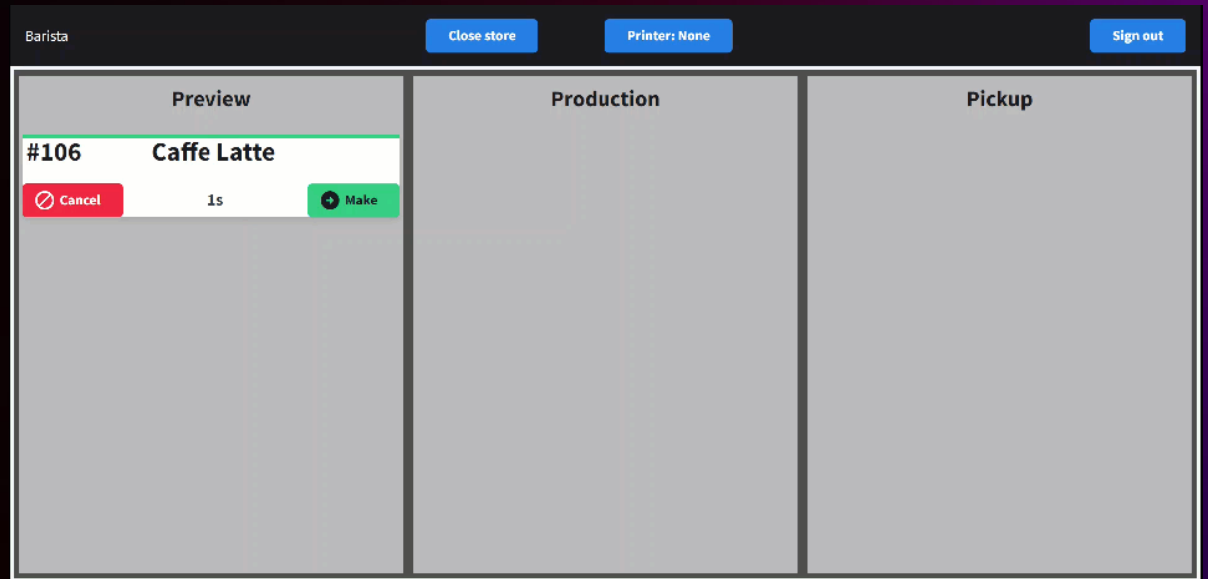 Barista
Close store
Printer: None
Sign out
Preview
Production
Pickup
#106 Caffe Latte
Cancel 1s Make